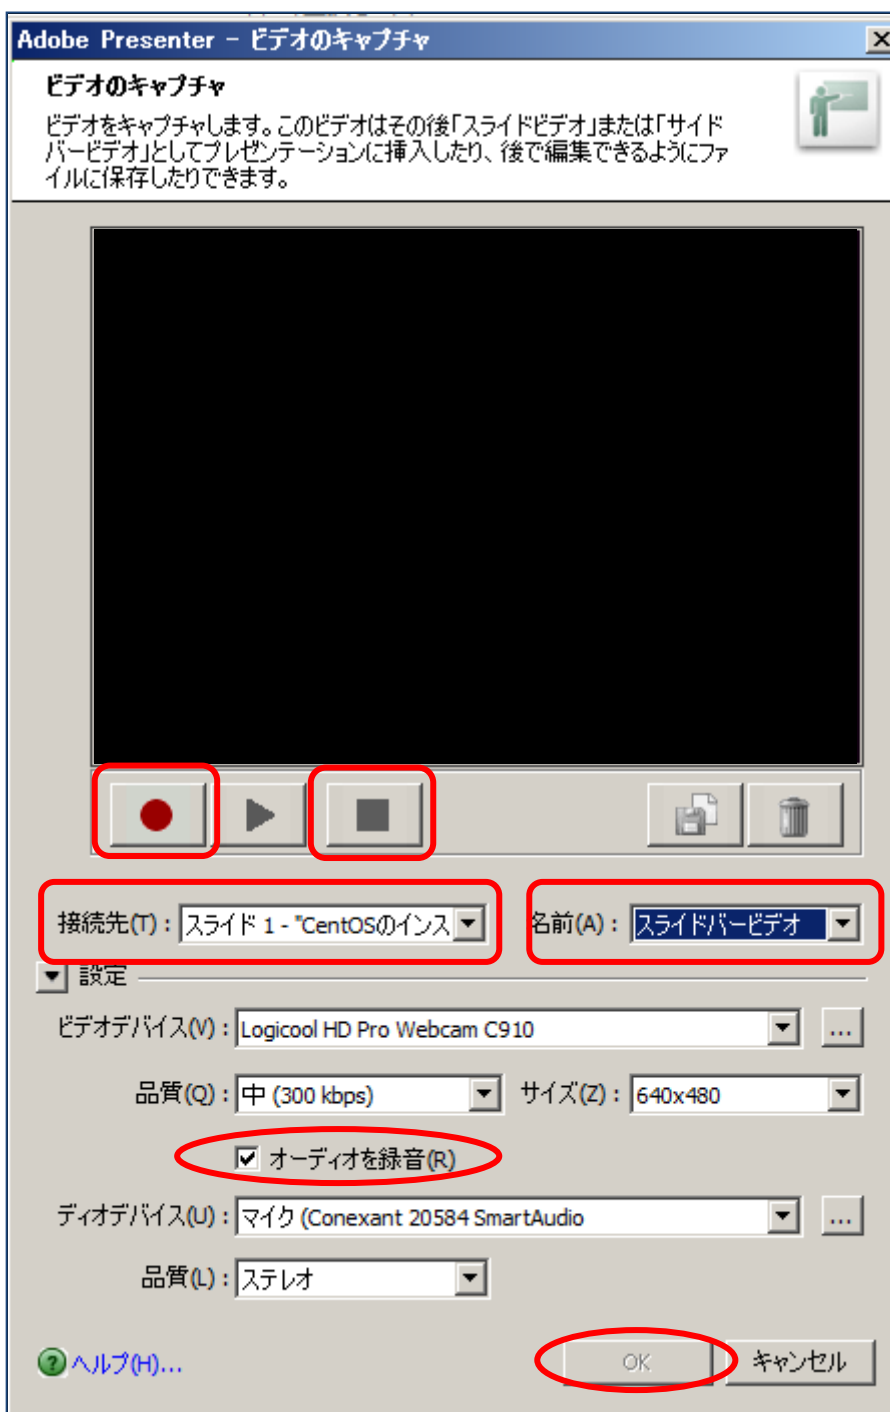 Adobe Presenter - ビデオのキャプチャ
ビデオのキャプチャ
ビデオをキャプチャします。このビデオはその後「スライドビデオ」または「サイド
バービデオ」としてプレゼンテーションに挿入したり、後で編集できるようにファ
イルに保存したりできます。
接続先(T): スライド 1 - "CentOSのインス 名前(A): スライドバービデオ
設定
ビデオデバイス(V): Logicool HD Pro Webcam C910 ...
品質(Q): 中 (300 kbps) サイズ(Z): 640x480
オーディオを録音(R)
ディオデバイス(U): マイク (Conexant 20584 SmartAudio ...
品質(L): ステレオ
ヘルプ(H)... OK キャンセル